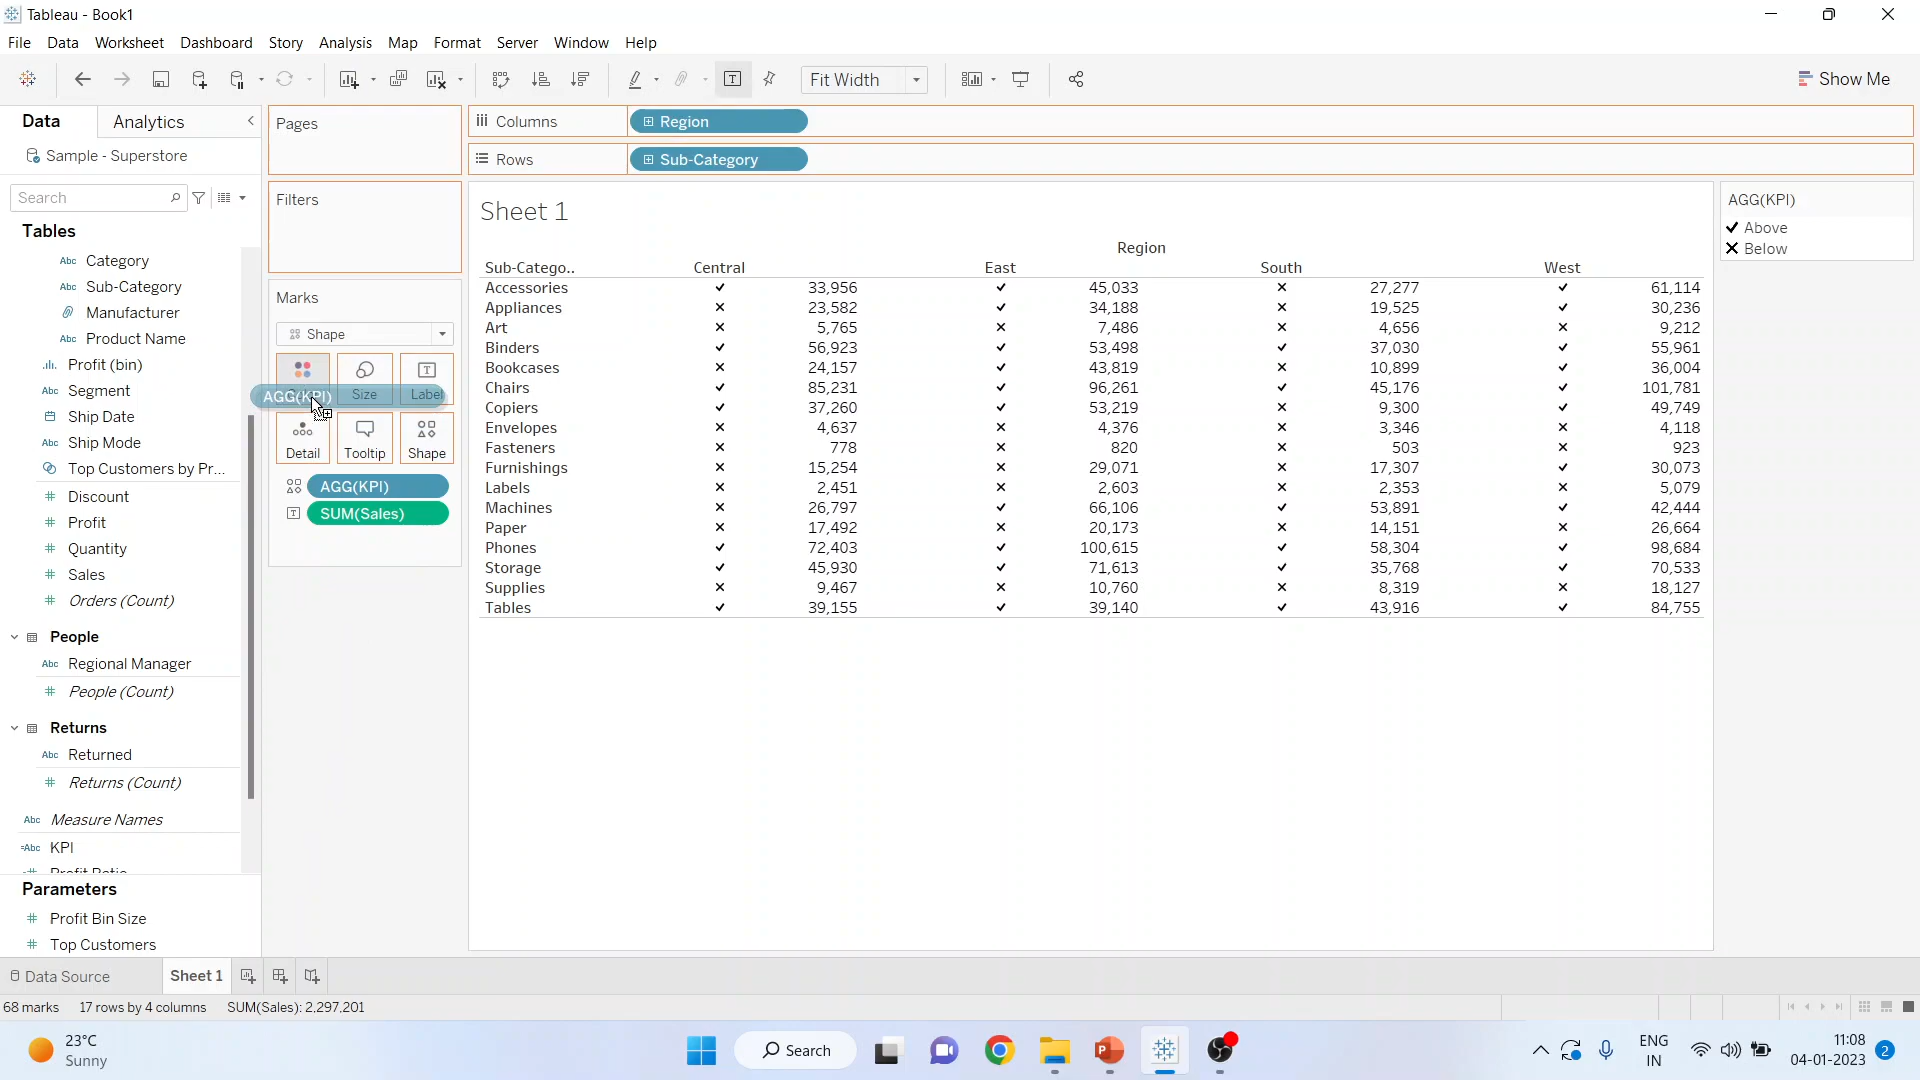 Tableau - Book1
File Data Worksheet Dashboard Story Analysis Map Format Server Window Help
Fit Width
Show Me
Data Analytics
Sample - Superstore
Search
Tables
Abc Category
Abc Sub-Category
Manufacturer
Abc Product Name
Profit (bin)
Abc Segment
Ship Date
Abc Ship Mode
Top Customers by Pr...
# Discount
# Profit
# Quantity
# Sales
# Orders (Count)
People
Abc Regional Manager
# People (Count)
Returns
Abc Returned
# Returns (Count)
Abc Measure Names
=Abc KPI
Parameters
# Profit Bin Size
# Top Customers
Pages
Filters
Marks
Shape
Size Label
AGG(KPI)
Detail Tooltip Shape
AGG(KPI)
SUM(Sales)
Columns Region
Rows Sub-Category
Sheet 1
Region
Sub-Catego.. Central East South West
Accessories ✔ 33,956 ✔ 45,033 ✕ 27,277 ✔ 61,114
Appliances ✕ 23,582 ✔ 34,188 ✕ 19,525 ✔ 30,236
Art ✕ 5,765 ✕ 7,486 ✕ 4,656 ✕ 9,212
Binders ✔ 56,923 ✔ 53,498 ✔ 37,030 ✔ 55,961
Bookcases ✕ 24,157 ✔ 43,819 ✕ 10,899 ✔ 36,004
Chairs ✔ 85,231 ✔ 96,261 ✔ 45,176 ✔ 101,781
Copiers ✔ 37,260 ✔ 53,219 ✕ 9,300 ✔ 49,749
Envelopes ✕ 4,637 ✕ 4,376 ✕ 3,346 ✕ 4,118
Fasteners ✕ 778 ✕ 820 ✕ 503 ✕ 923
Furnishings ✕ 15,254 ✕ 29,071 ✕ 17,307 ✔ 30,073
Labels ✕ 2,451 ✕ 2,603 ✕ 2,353 ✕ 5,079
Machines ✕ 26,797 ✔ 66,106 ✔ 53,891 ✔ 42,444
Paper ✕ 17,492 ✕ 20,173 ✕ 14,151 ✕ 26,664
Phones ✔ 72,403 ✔ 100,615 ✔ 58,304 ✔ 98,684
Storage ✔ 45,930 ✔ 71,613 ✔ 35,768 ✔ 70,533
Supplies ✕ 9,467 ✕ 10,760 ✕ 8,319 ✕ 18,127
Tables ✔ 39,155 ✔ 39,140 ✔ 43,916 ✔ 84,755
AGG(KPI)
✔ Above
✕ Below
Data Source Sheet 1
68 marks 17 rows by 4 columns SUM(Sales): 2,297,201
23°C
Sunny
Search
ENG
IN
11:08
04-01-2023
2